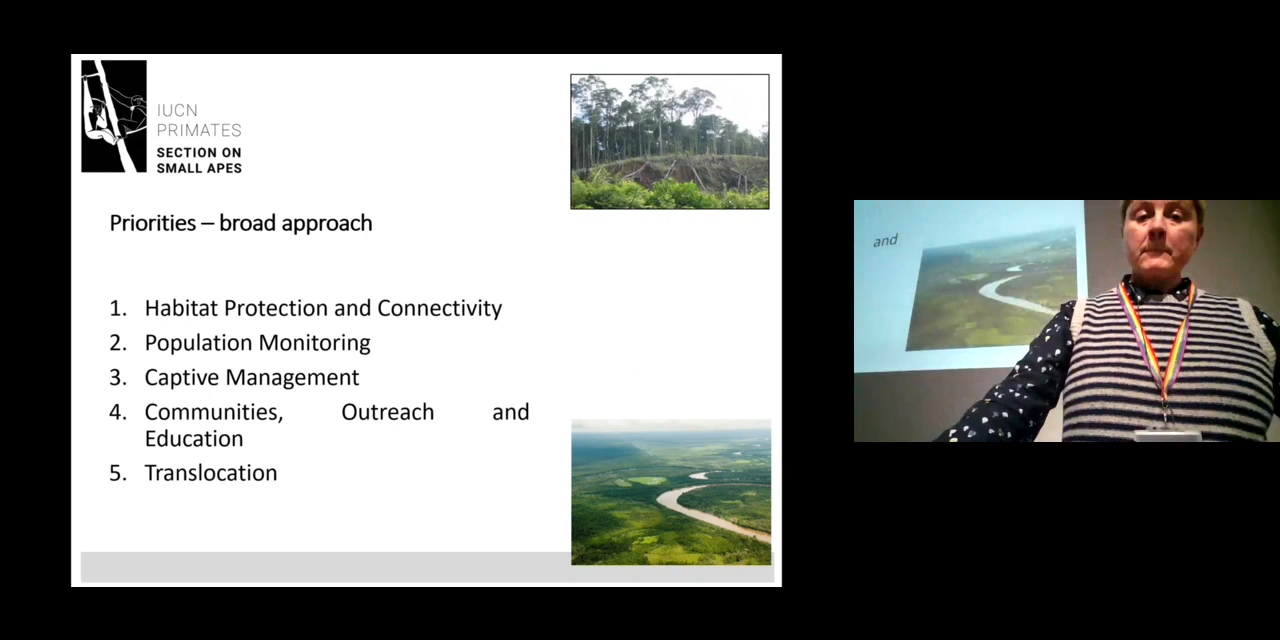 IUCN
PRIMATES
SECTION ON
SMALL APES
Priorities – broad approach
1. Habitat Protection and Connectivity
2. Population Monitoring
3. Captive Management
4. Communities, Outreach and
Education
5. Translocation
and